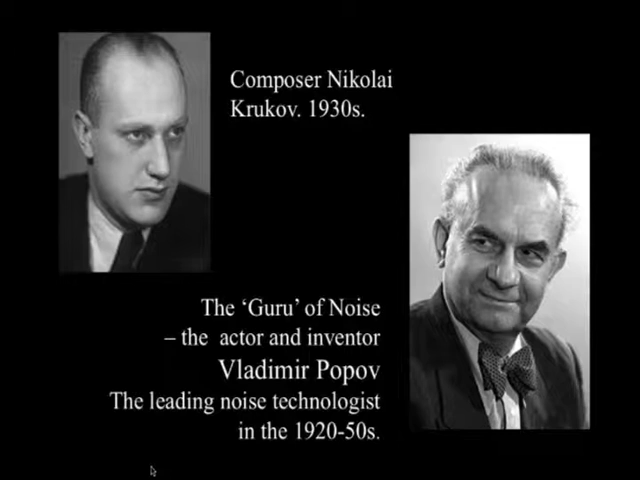 Composer Nikolai
Krukov. 1930s.
The ‘Guru’ of Noise
– the actor and inventor
Vladimir Popov
The leading noise technologist
in the 1920-50s.